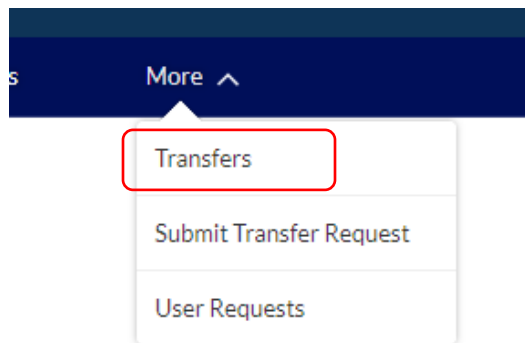 s
More
Transfers
Submit Transfer Request
User Requests